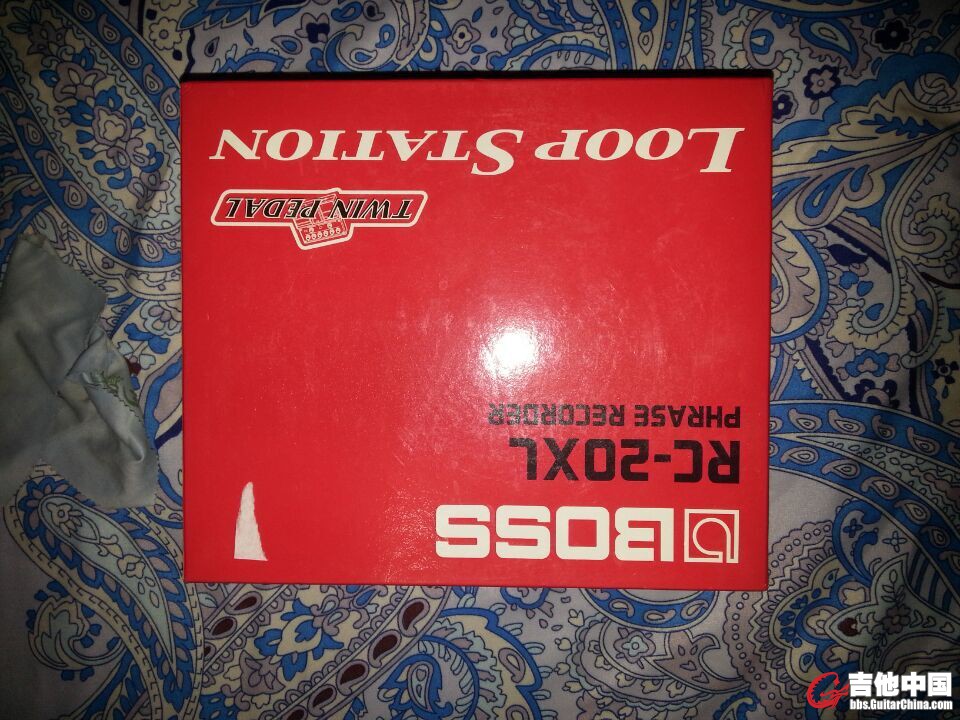 BOSS
RC-20XL
PHRASE RECORDER
TWIN PEDAL
LOOP STATION
吉他中国
bbs.GuitarChina.com